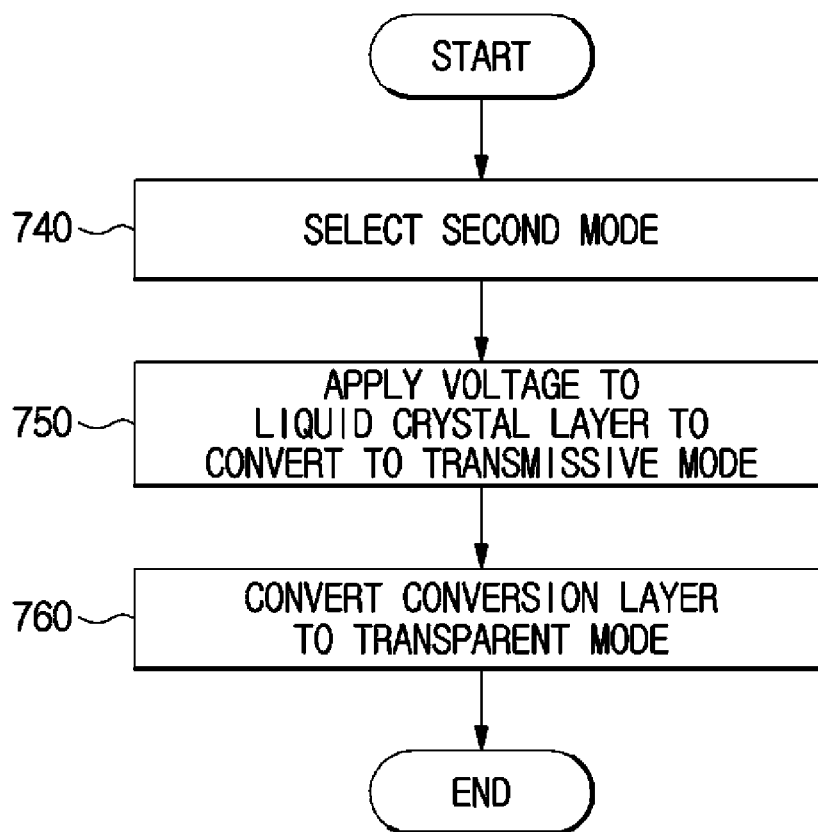 START
740
SELECT SECOND MODE
750
APPLY VOLTAGE TO
LIQUID CRYSTAL LAYER TO
CONVERT TO TRANSMISSIVE MODE
760
CONVERT CONVERSION LAYER
TO TRANSPARENT MODE
END